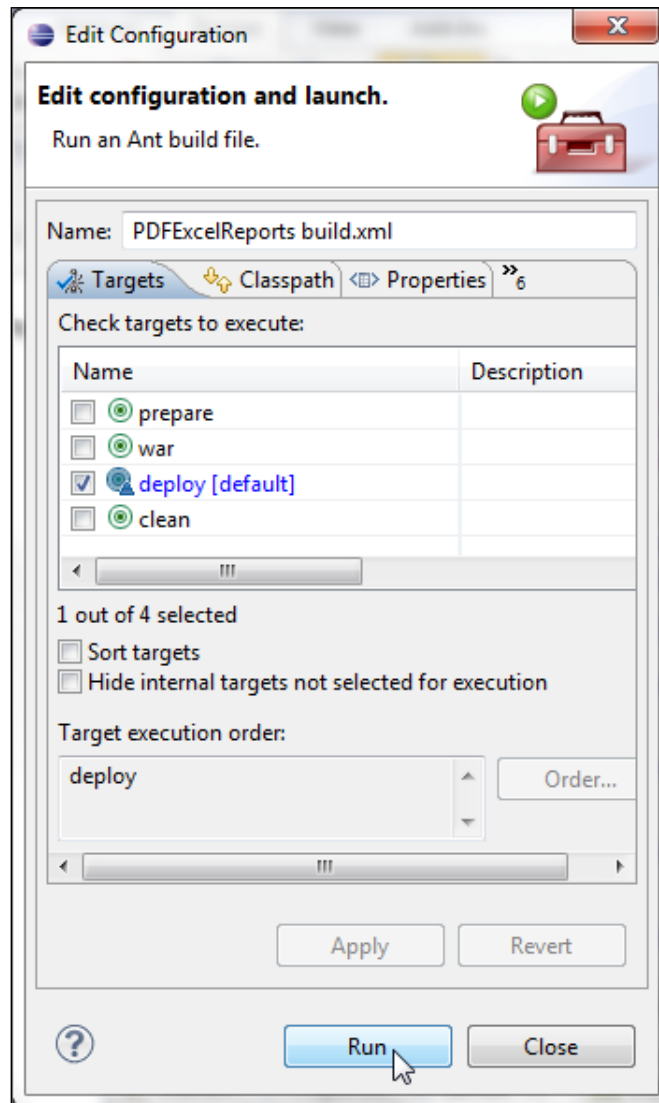 Edit Configuration
Edit configuration and launch.
Run an Ant build file.
Name: PDFExcelReports build.xml
Targets Classpath Properties »6
Check targets to execute:
Name Description
prepare
war
deploy [default]
clean
1 out of 4 selected
Sort targets
Hide internal targets not selected for execution
Target execution order:
deploy Order...
Apply Revert
? Run Close